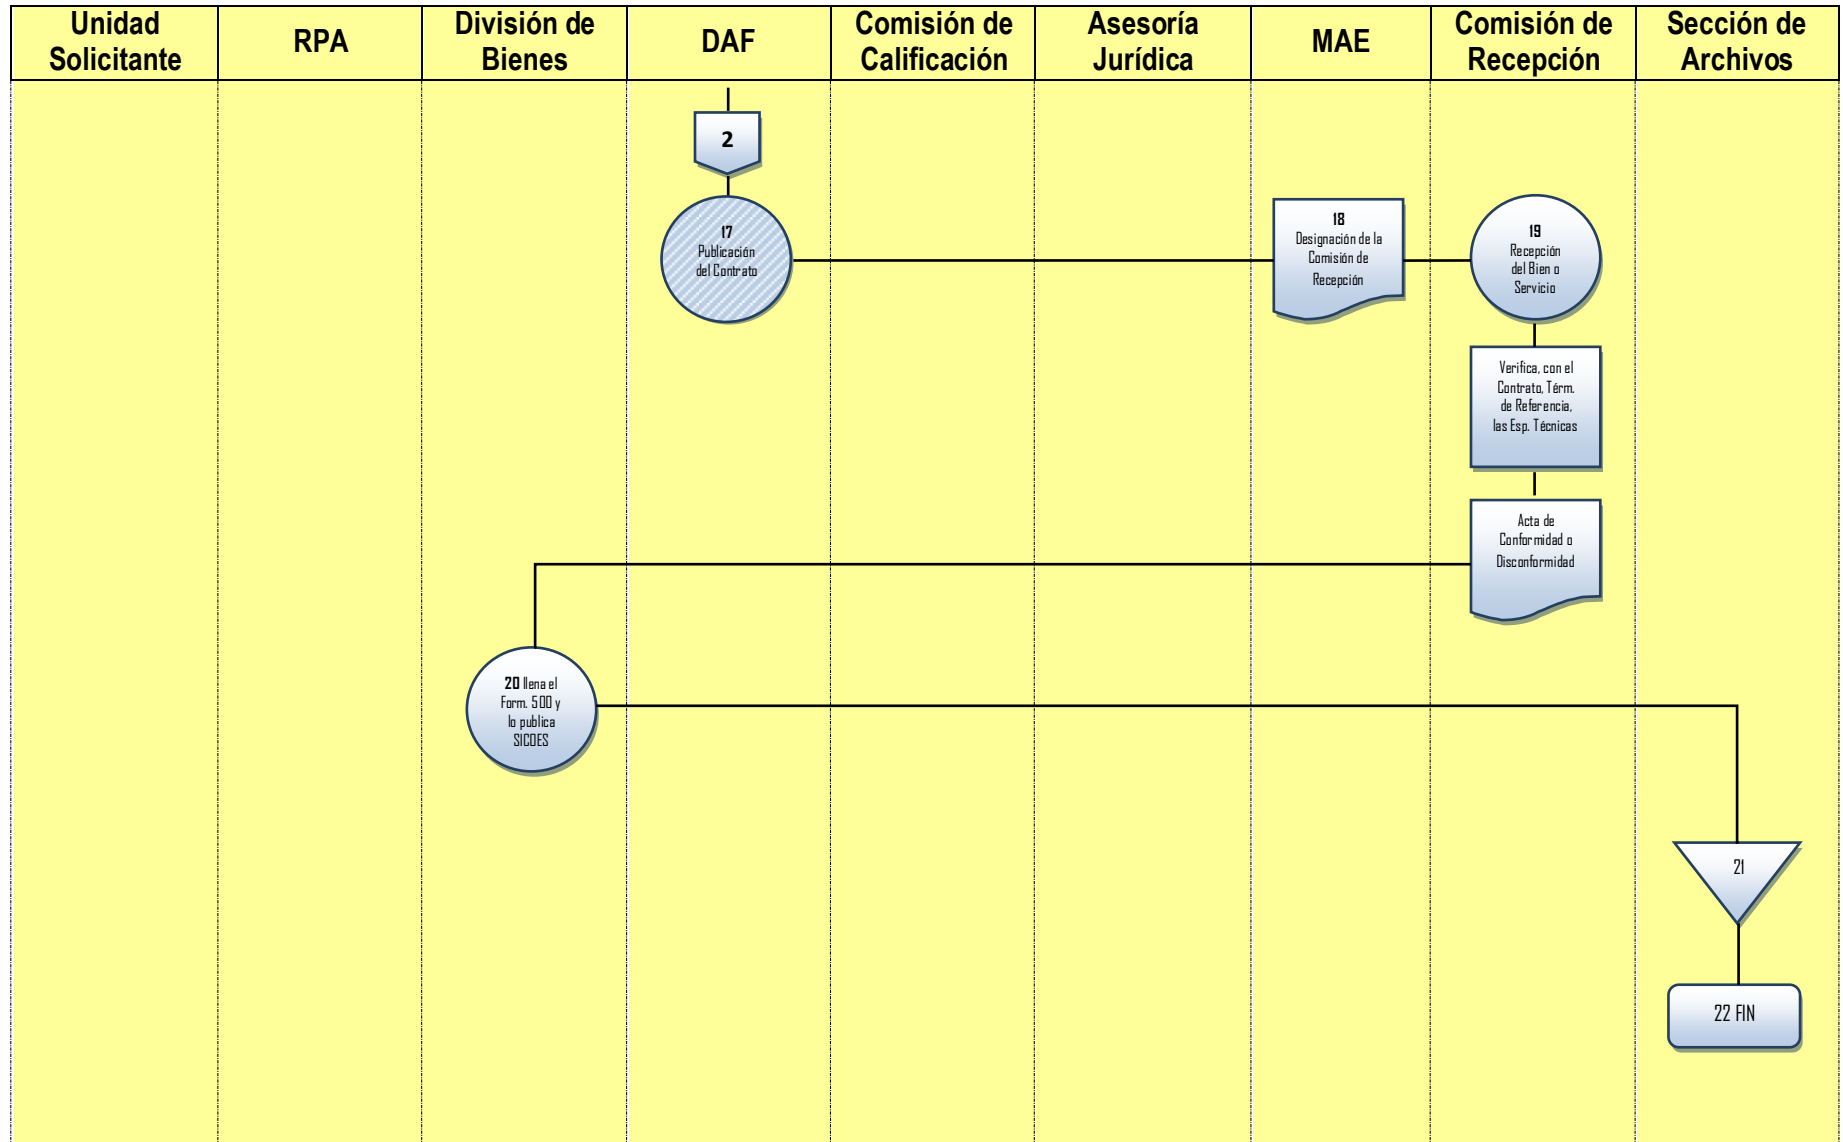 Unidad
Solicitante
RPA
División de
Bienes
DAF
Comisión de
Calificación
Asesoría
Jurídica
MAE
Comisión de
Recepción
Sección de
Archivos
2
17
Publicación
del Contrato
18
Designación de la
Comisión de
Recepción
19
Recepción
del Bien o
Servicio
Verifica, con el
Contrato, Térm.
de Referencia,
las Esp. Técnicas
Acta de
Conformidad o
Disconformidad
20 llena el
Form. 500 y
lo publica
SICOES
21
22 FIN